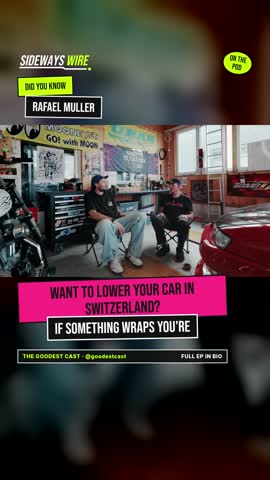 SIDEWAYS WIRE.
ON THE
POD
DID YOU KNOW
RAFAEL MULLER
MOONEYES
GO! with MOON
WANT TO LOWER YOUR CAR IN
SWITZERLAND?
IF SOMETHING WRAPS YOU'RE
THE GOODEST CAST · @goodestcast
FULL EP IN BIO